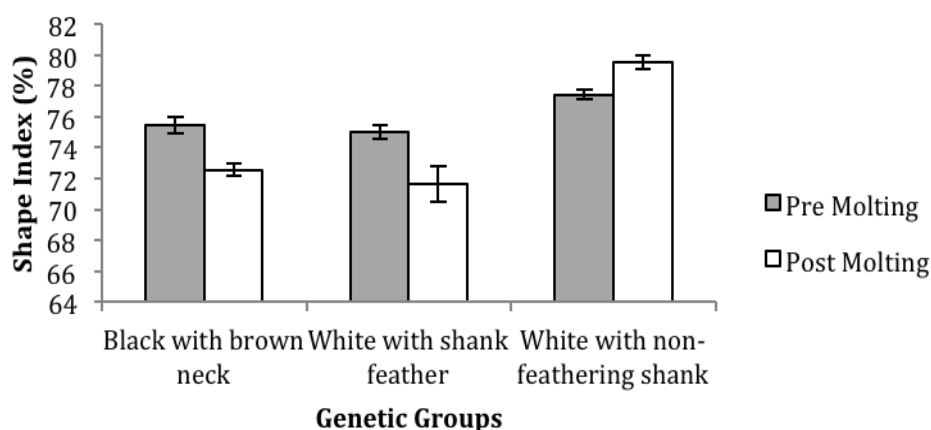 82
80
78
76
74
72
70
68
66
64
Shape Index (%)
Black with brown neck
White with shank feather
White with non-feathering shank
Genetic Groups
Pre Molting
Post Molting